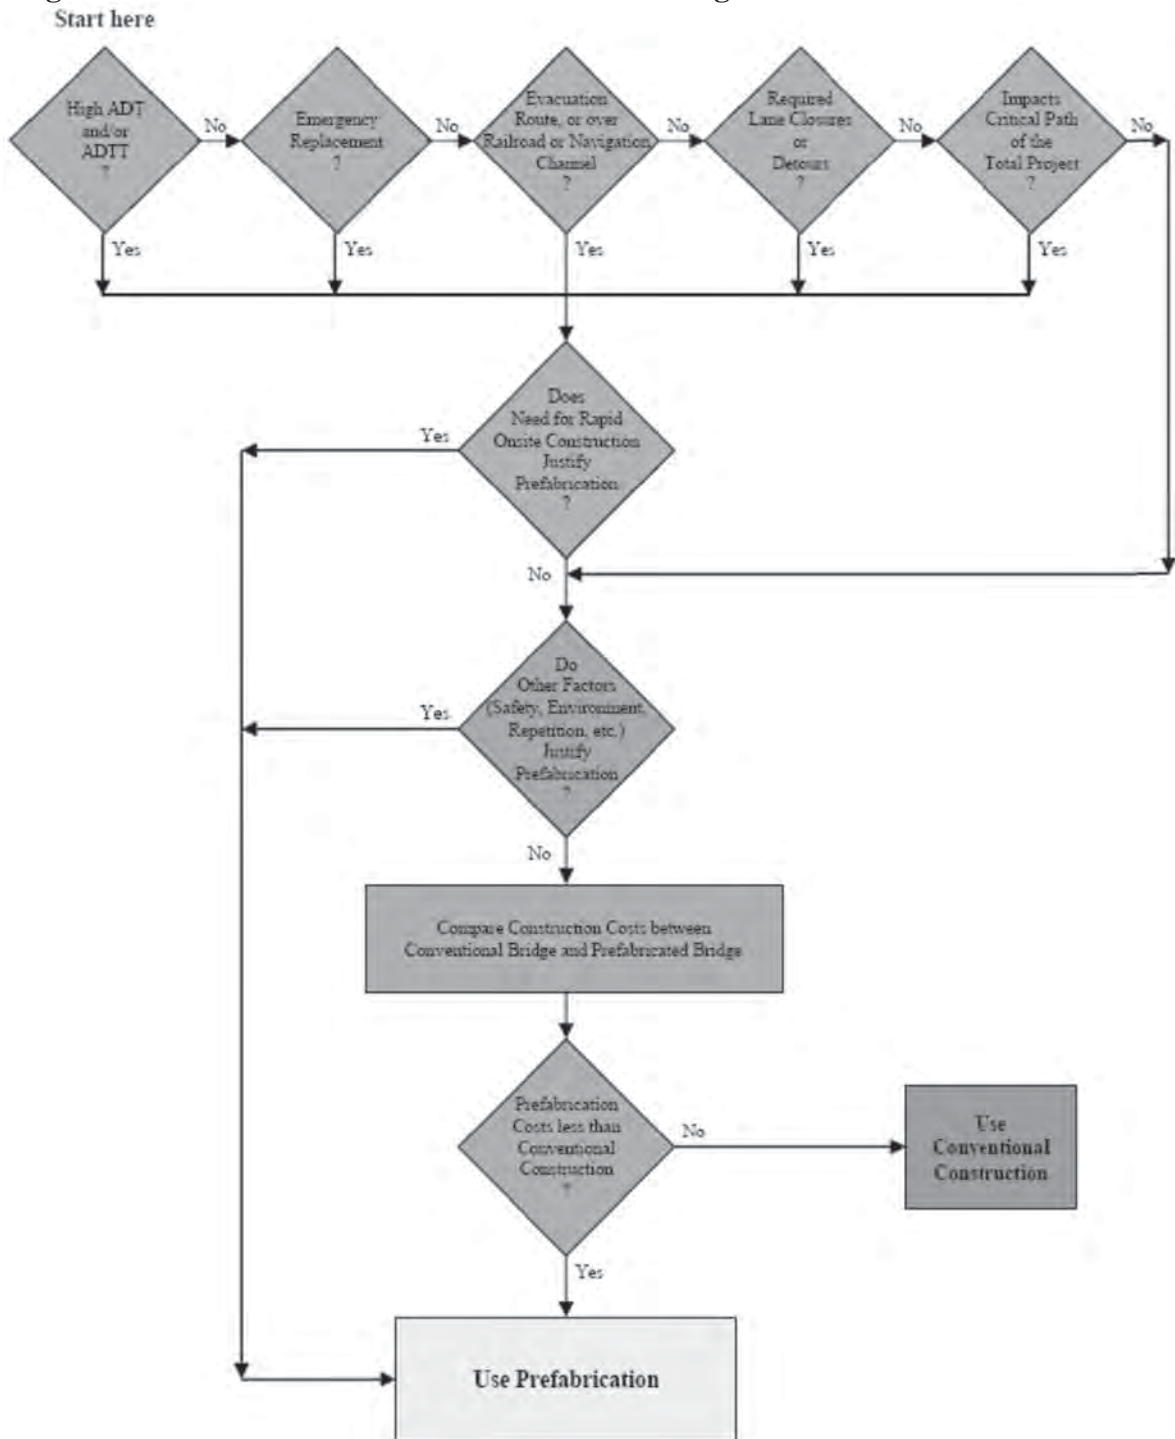 Start here
High ADT
and/or
ADTT
?
No
Emergency
Replacement
?
No
Evacuation
Route, or over
Railroad or Navigation
Channel
?
No
Required
Lane Closures
or
Detours
?
No
Impacts
Critical Path
of the
Total Project
?
No
Yes
Yes
Yes
Yes
Yes
Does
Need for Rapid
Onsite Construction
Justify
Prefabrication
?
Yes
No
Do
Other Factors
(Safety, Environment,
Repetition, etc.)
Justify
Prefabrication
?
Yes
No
Compare Construction Costs between
Conventional Bridge and Prefabricated Bridge
Prefabrication
Costs less than
Conventional
Construction
?
No
Use
Conventional
Construction
Yes
Use Prefabrication